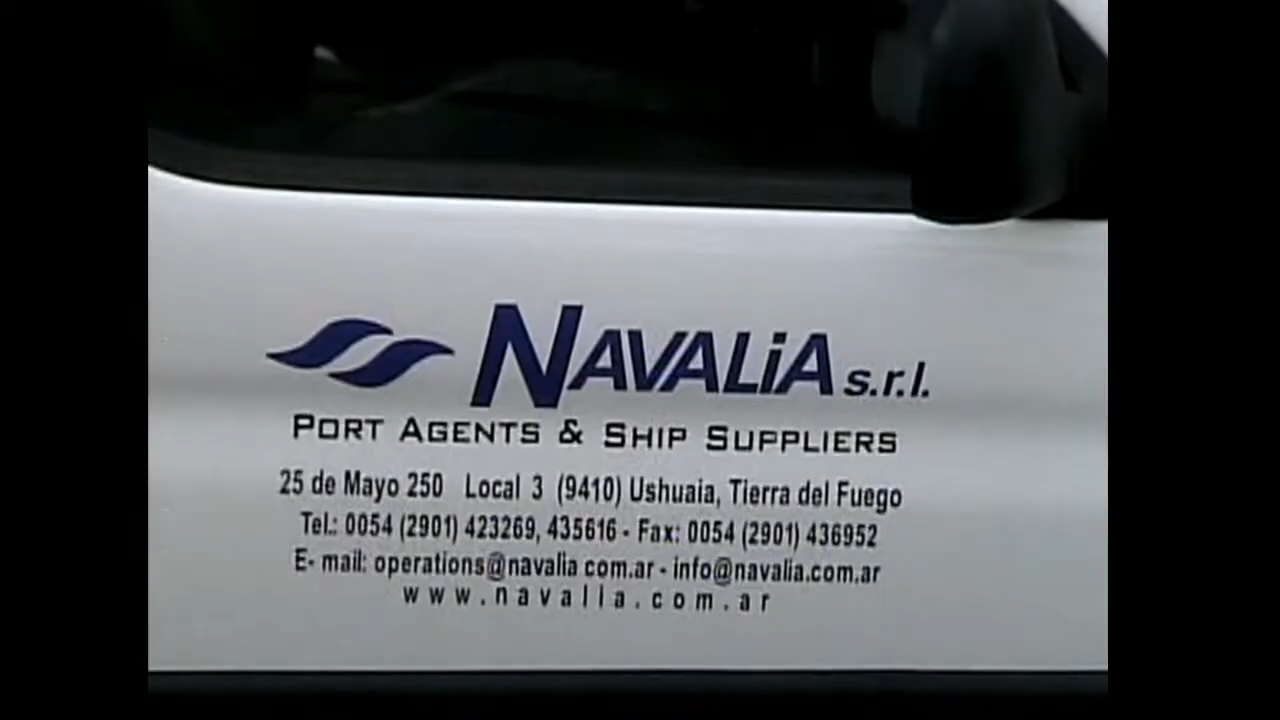 NAVALiA s.r.l.
PORT AGENTS & SHIP SUPPLIERS
25 de Mayo 250 Local 3 (9410) Ushuaia, Tierra del Fuego
Tel.: 0054 (2901) 423269, 435616 - Fax: 0054 (2901) 436952
E- mail: operations@navalia.com.ar - info@navalia.com.ar
www.navalia.com.ar